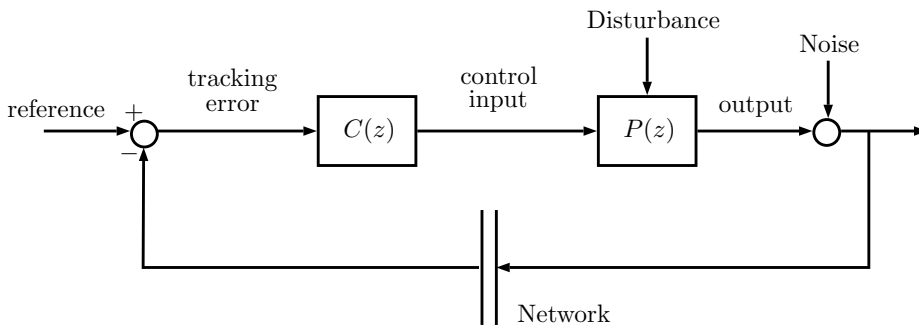 Disturbance
Noise
tracking
error
control
input
reference
+
−
C(z)
P(z)
output
Network